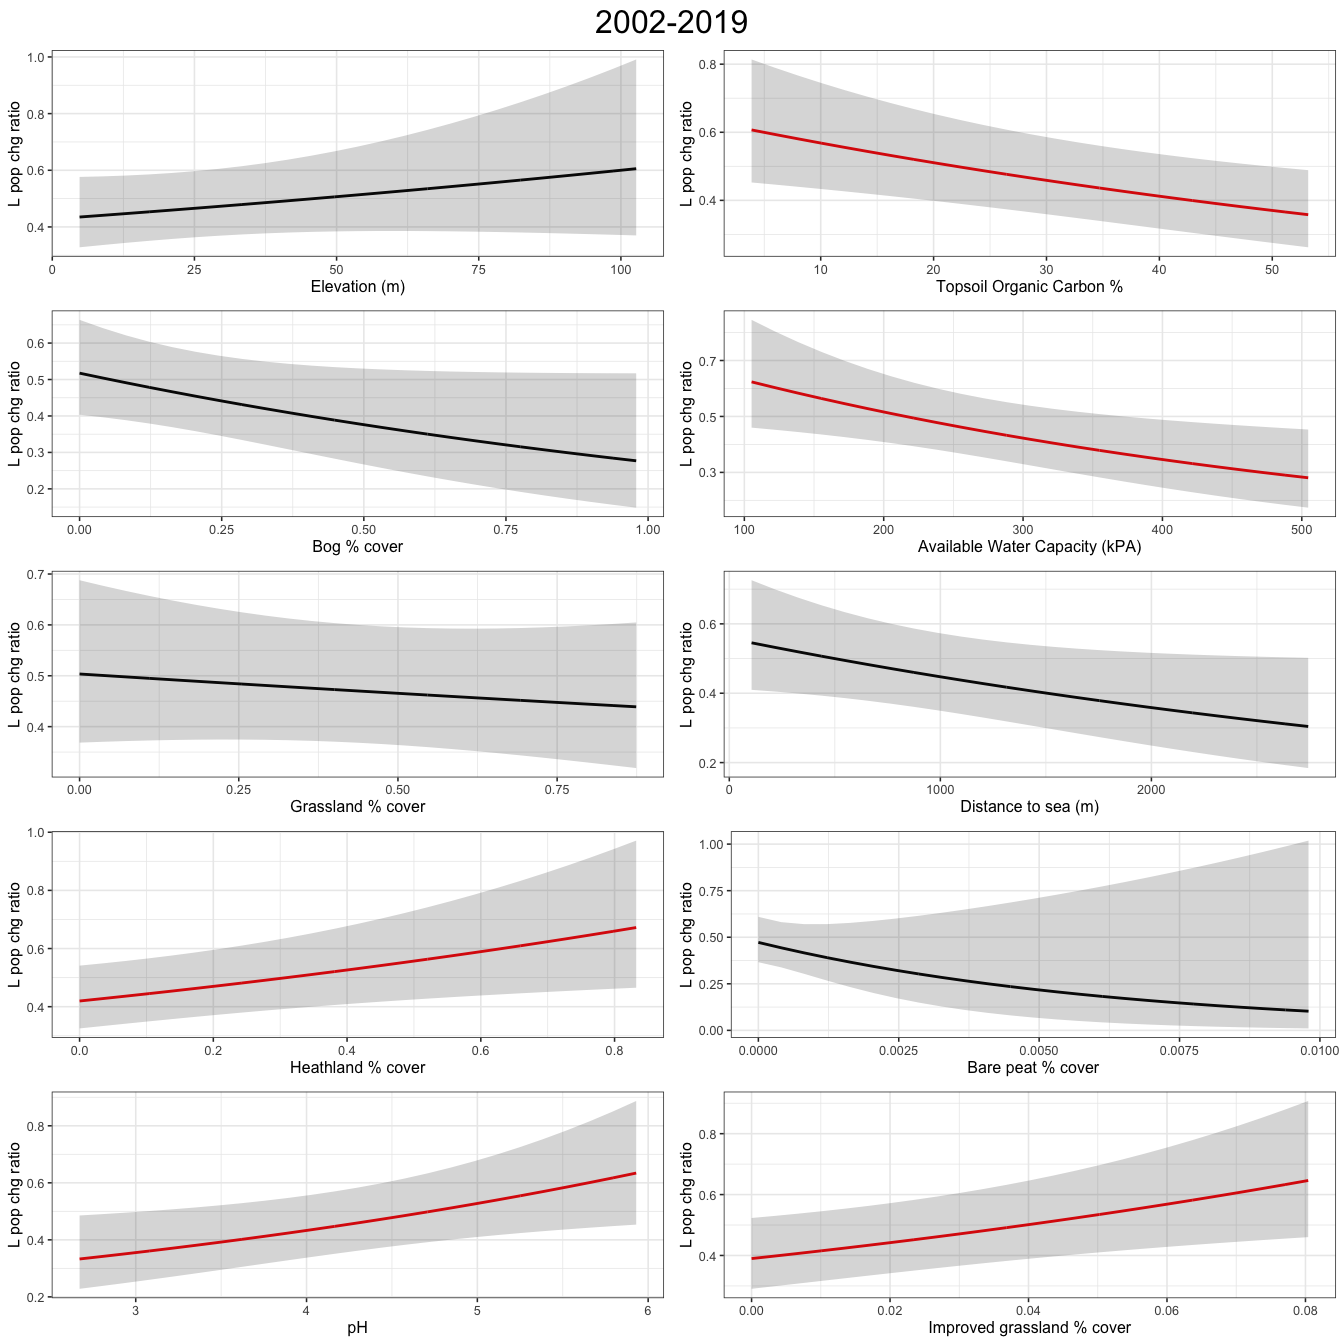 2002-2019
L pop chg ratio
1.0
0.8
0.6
0.4
0 25 50 75 100
Elevation (m)
L pop chg ratio
0.8
0.6
0.4
10 20 30 40 50
Topsoil Organic Carbon %
L pop chg ratio
0.6
0.5
0.4
0.3
0.2
0.00 0.25 0.50 0.75 1.00
Bog % cover
L pop chg ratio
0.7
0.5
0.3
100 200 300 400 500
Available Water Capacity (kPA)
L pop chg ratio
0.7
0.6
0.5
0.4
0.00 0.25 0.50 0.75
Grassland % cover
L pop chg ratio
0.6
0.4
0.2
0 1000 2000
Distance to sea (m)
L pop chg ratio
1.0
0.8
0.6
0.4
0.0 0.2 0.4 0.6 0.8
Heathland % cover
L pop chg ratio
1.00
0.75
0.50
0.25
0.00
0.0000 0.0025 0.0050 0.0075 0.0100
Bare peat % cover
L pop chg ratio
0.8
0.6
0.4
0.2
3 4 5 6
pH
L pop chg ratio
0.8
0.6
0.4
0.00 0.02 0.04 0.06 0.08
Improved grassland % cover